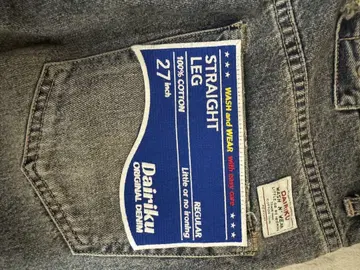 ★ ★ ★ WASH and WEAR with easy care ★ ★ ★
STRAIGHT
LEG
100% COTTON
27 inch
REGULAR
Little or no ironing
Dairiku
ORIGINAL DENIM
DAIRIKU